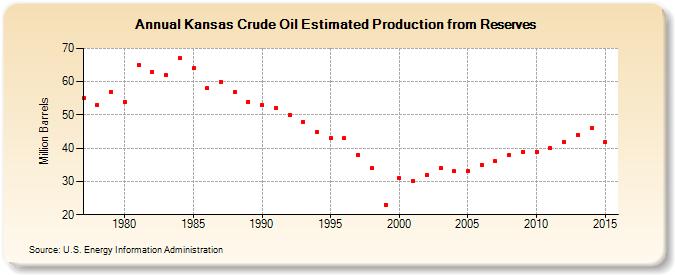 Annual Kansas Crude Oil Estimated Production from Reserves
Million Barrels
70
60
50
40
30
20
1980 1985 1990 1995 2000 2005 2010 2015
Source: U.S. Energy Information Administration